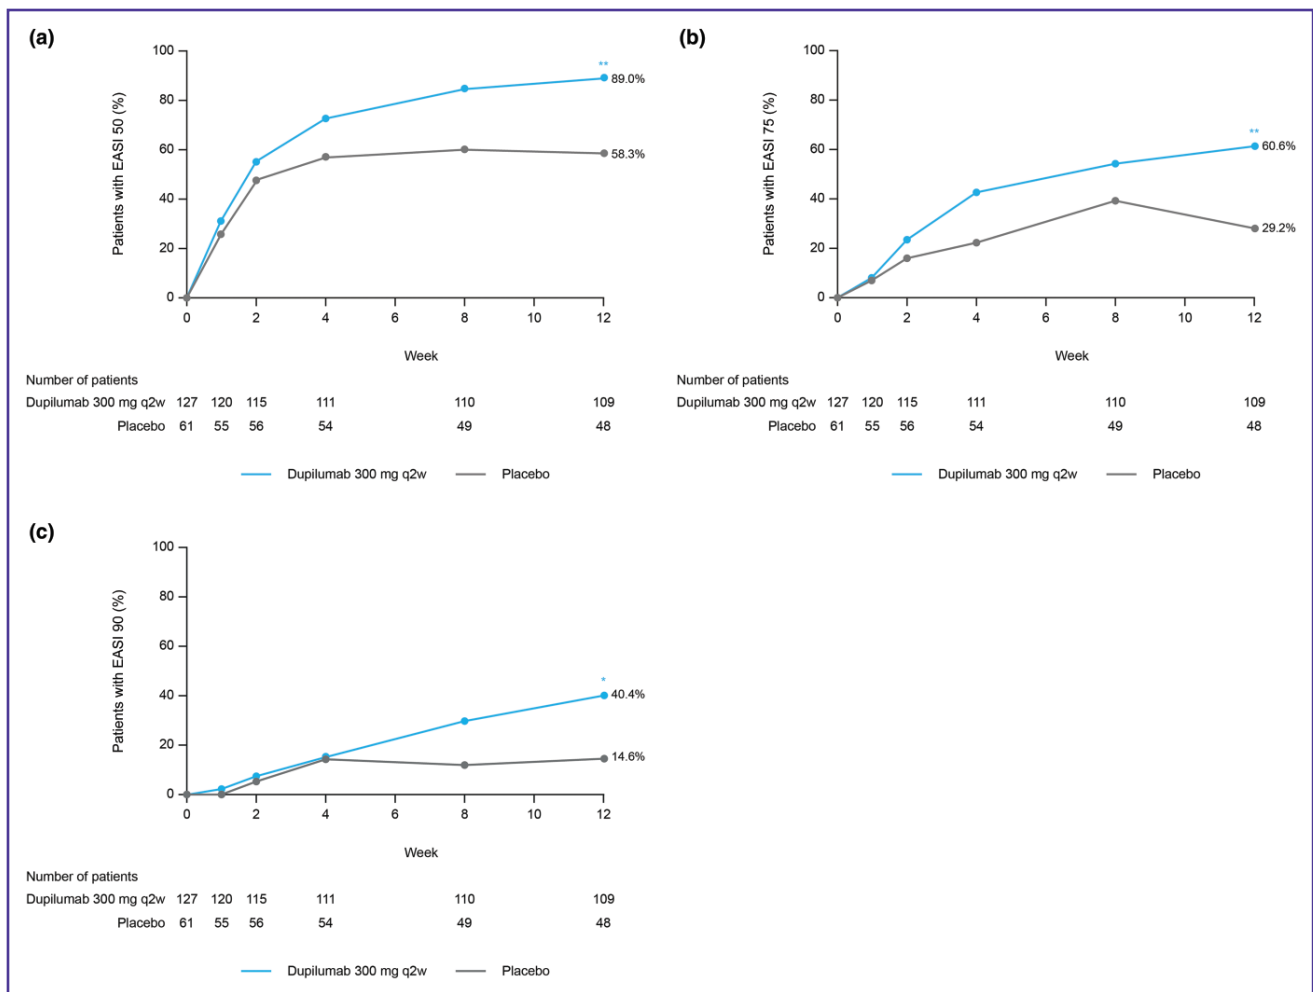 (a)
100
80
60
40
20
0
Patients with EASI 50 (%)
**
89.0%
58.3%
0 2 4 6 8 10 12
Week
Number of patients
Dupilumab 300 mg q2w 127 120 115 111 110 109
Placebo 61 55 56 54 49 48
Dupilumab 300 mg q2w Placebo
(b)
100
80
60
40
20
0
Patients with EASI 75 (%)
**
60.6%
29.2%
0 2 4 6 8 10 12
Week
Number of patients
Dupilumab 300 mg q2w 127 120 115 111 110 109
Placebo 61 55 56 54 49 48
Dupilumab 300 mg q2w Placebo
(c)
100
80
60
40
20
0
Patients with EASI 90 (%)
*
40.4%
14.6%
0 2 4 6 8 10 12
Week
Number of patients
Dupilumab 300 mg q2w 127 120 115 111 110 109
Placebo 61 55 56 54 49 48
Dupilumab 300 mg q2w Placebo